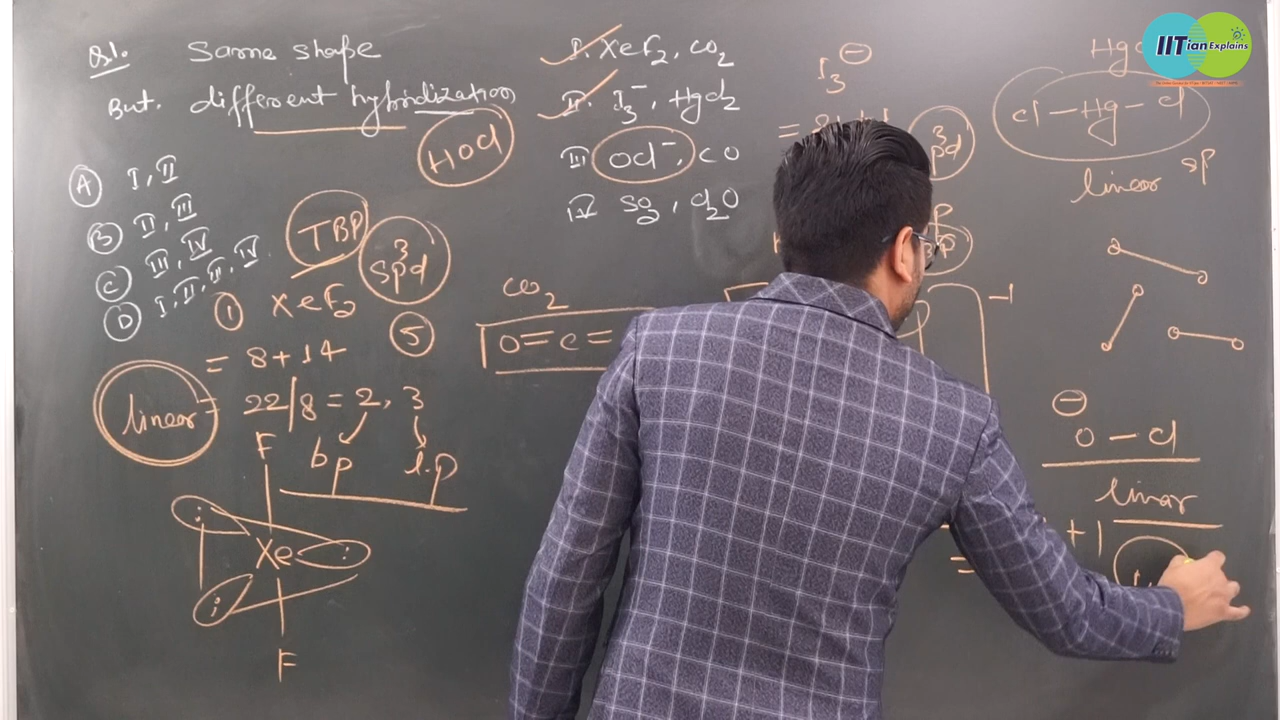 Q1. Same shape
But. different hybridization
(A) I, II
(B) II, III
(C) III, IV
(D) I, II, III, IV
I. XeF2, CO2
II. I3⁻, HgCl2
III OCl⁻, CO
IV SO2, Cl2O
HOCl
TBP
sp³d
① XeF2
= 8+14
⑤
= 22/8 = 2, 3
linear
bp
l.p
F
Xe
F
CO2
O=C=
I3⁻
=
sp³d
Cl-Hg-Cl
linear sp
-1
⊖
O-Cl
linear
+1
=
IITian Explains